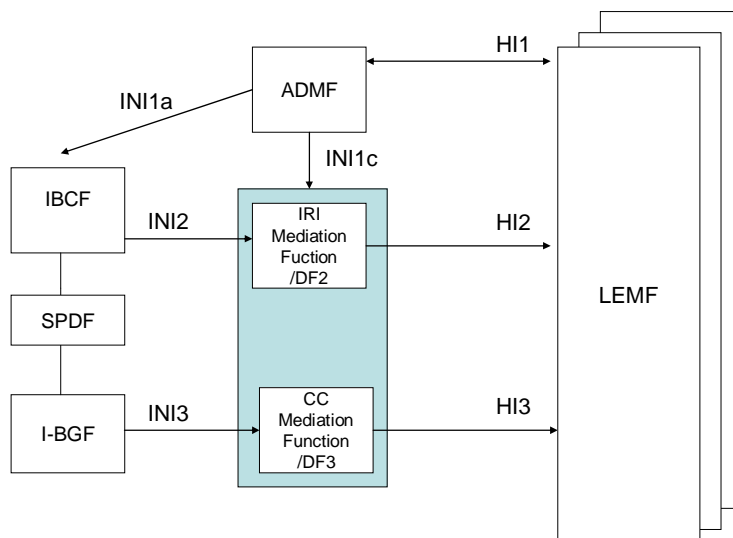 HI1
ADMF
INI1a
INI1c
IBCF
INI2
IRI
Mediation
Fuction
/DF2
HI2
LEMF
SPDF
I-BGF
INI3
CC
Mediation
Function
/DF3
HI3